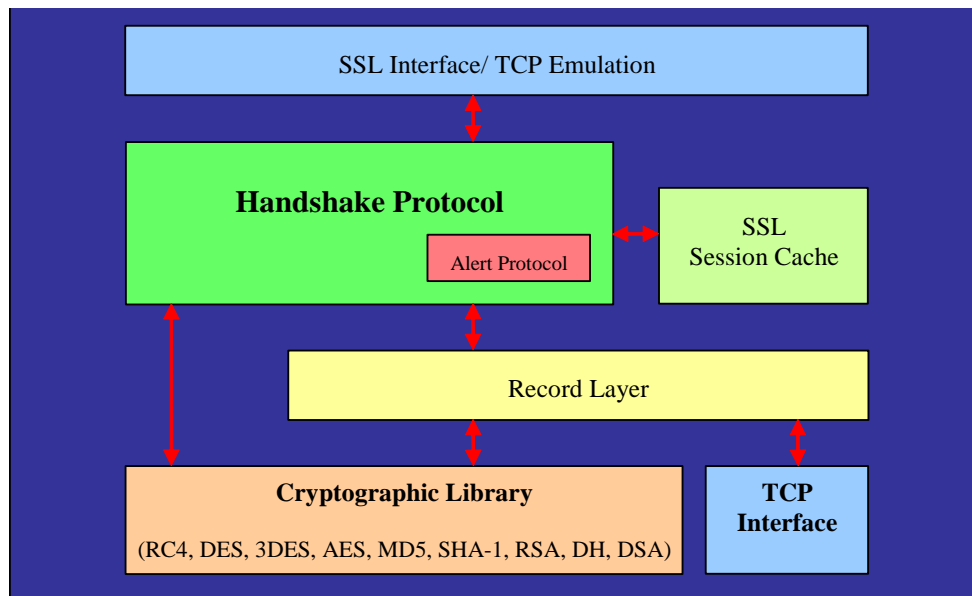 SSL Interface/ TCP Emulation
Handshake Protocol
Alert Protocol
SSL
Session Cache
Record Layer
Cryptographic Library
(RC4, DES, 3DES, AES, MD5, SHA-1, RSA, DH, DSA)
TCP
Interface